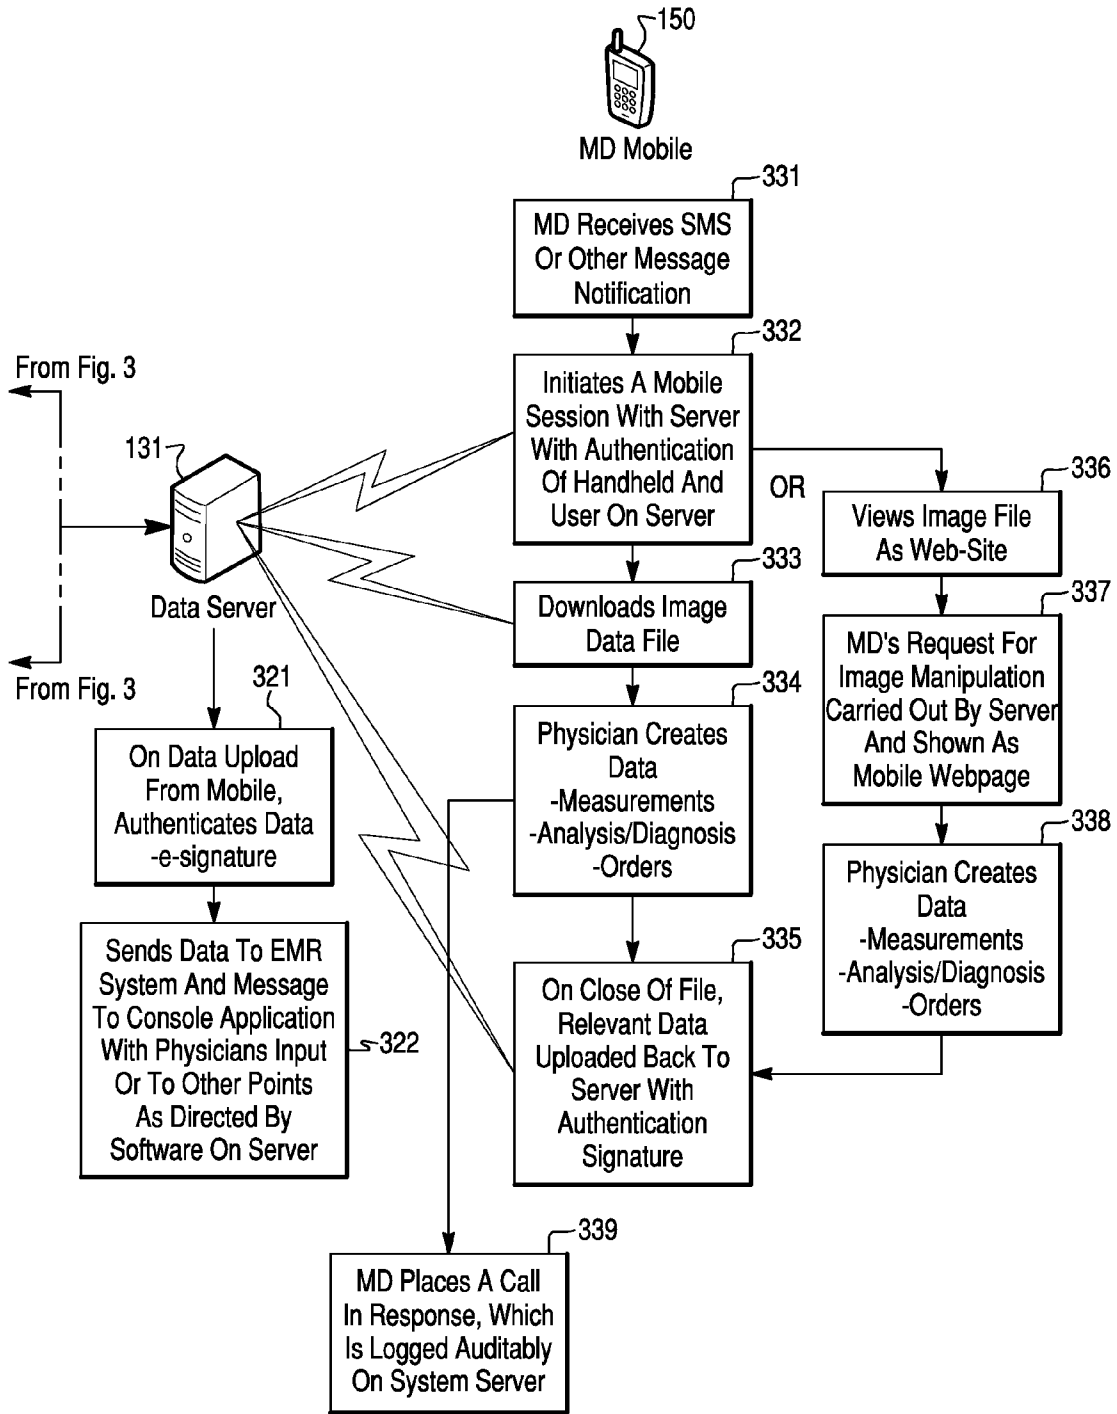 150
MD Mobile
331
MD Receives SMS
Or Other Message
Notification
332
Initiates A Mobile
Session With Server
With Authentication
Of Handheld And
User On Server
From Fig. 3
131
Data Server
From Fig. 3
OR
336
Views Image File
As Web-Site
333
Downloads Image
Data File
337
MD's Request For
Image Manipulation
Carried Out By Server
And Shown As
Mobile Webpage
321
On Data Upload
From Mobile,
Authenticates Data
-e-signature
334
Physician Creates
Data
-Measurements
-Analysis/Diagnosis
-Orders
338
Physician Creates
Data
-Measurements
-Analysis/Diagnosis
-Orders
322
Sends Data To EMR
System And Message
To Console Application
With Physicians Input
Or To Other Points
As Directed By
Software On Server
335
On Close Of File,
Relevant Data
Uploaded Back To
Server With
Authentication
Signature
339
MD Places A Call
In Response, Which
Is Logged Auditably
On System Server